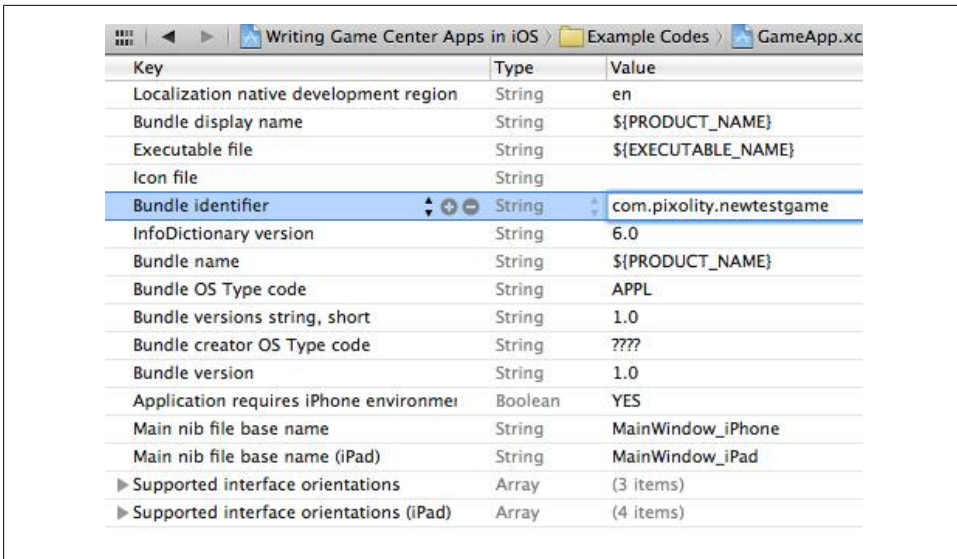 Writing Game Center Apps in iOS Example Codes GameApp.xc
Key Type Value
Localization native development region String en
Bundle display name String ${PRODUCT_NAME}
Executable file String ${EXECUTABLE_NAME}
Icon file String
Bundle identifier String com.pixolity.newtestgame
InfoDictionary version String 6.0
Bundle name String ${PRODUCT_NAME}
Bundle OS Type code String APPL
Bundle versions string, short String 1.0
Bundle creator OS Type code String ????
Bundle version String 1.0
Application requires iPhone environmer Boolean YES
Main nib file base name String MainWindow_iPhone
Main nib file base name (iPad) String MainWindow_iPad
Supported interface orientations Array (3 items)
Supported interface orientations (iPad) Array (4 items)